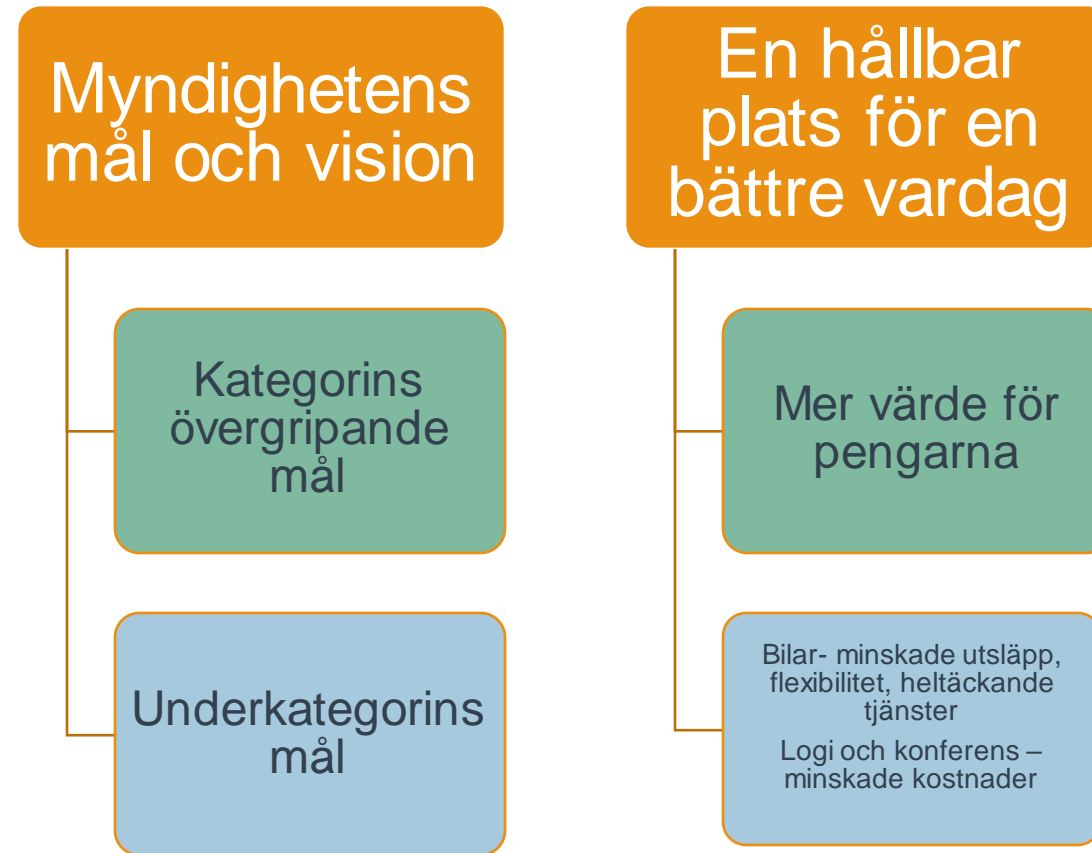 Myndighetens
mål och vision
Kategorins
övergripande
mål
Underkategorins
mål
En hållbar
plats för en
bättre vardag
Mer värde för
pengarna
Bilar- minskade utsläpp,
flexibilitet, heltäckande
tjänster
Logi och konferens –
minskade kostnader